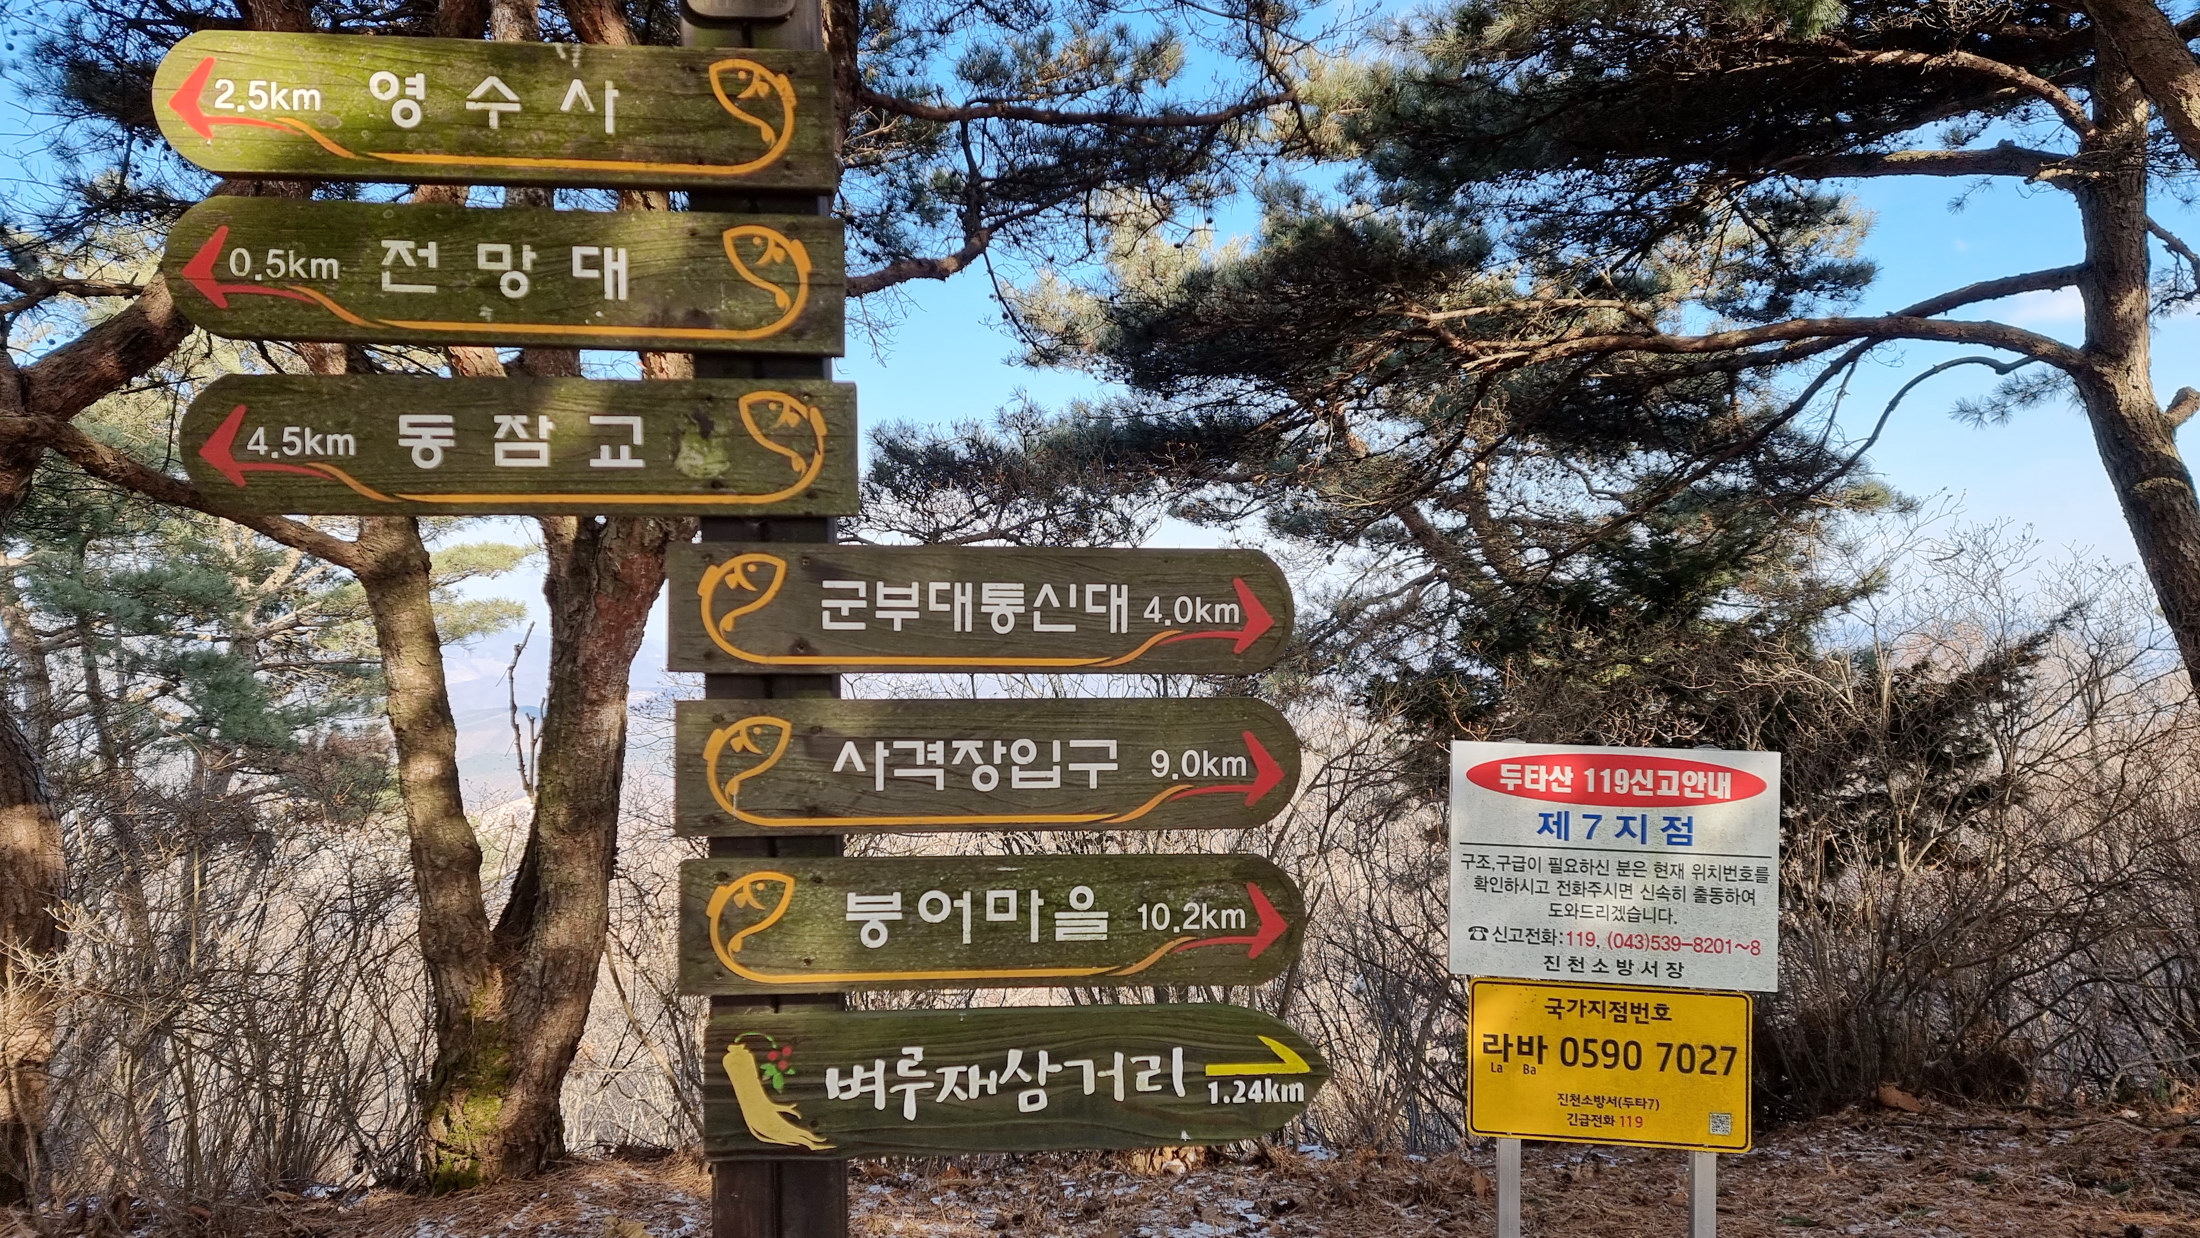 2.5km 영수사
0.5km 전망대
4.5km 동잠교
군부대통신대 4.0km
사격장입구 9.0km
붕어마을 10.2km
벼루재삼거리 1.24km
두타산 119신고안내
제7지점
구조,구급이 필요하신 분은 현재 위치번호를
확인하시고 전화주시면 신속히 출동하여
도와드리겠습니다.
☎신고전화:119, (043)539-8201~8
진천소방서장
국가지점번호
라바 0590 7027
La Ba
진천소방서(두타7)
긴급전화 119